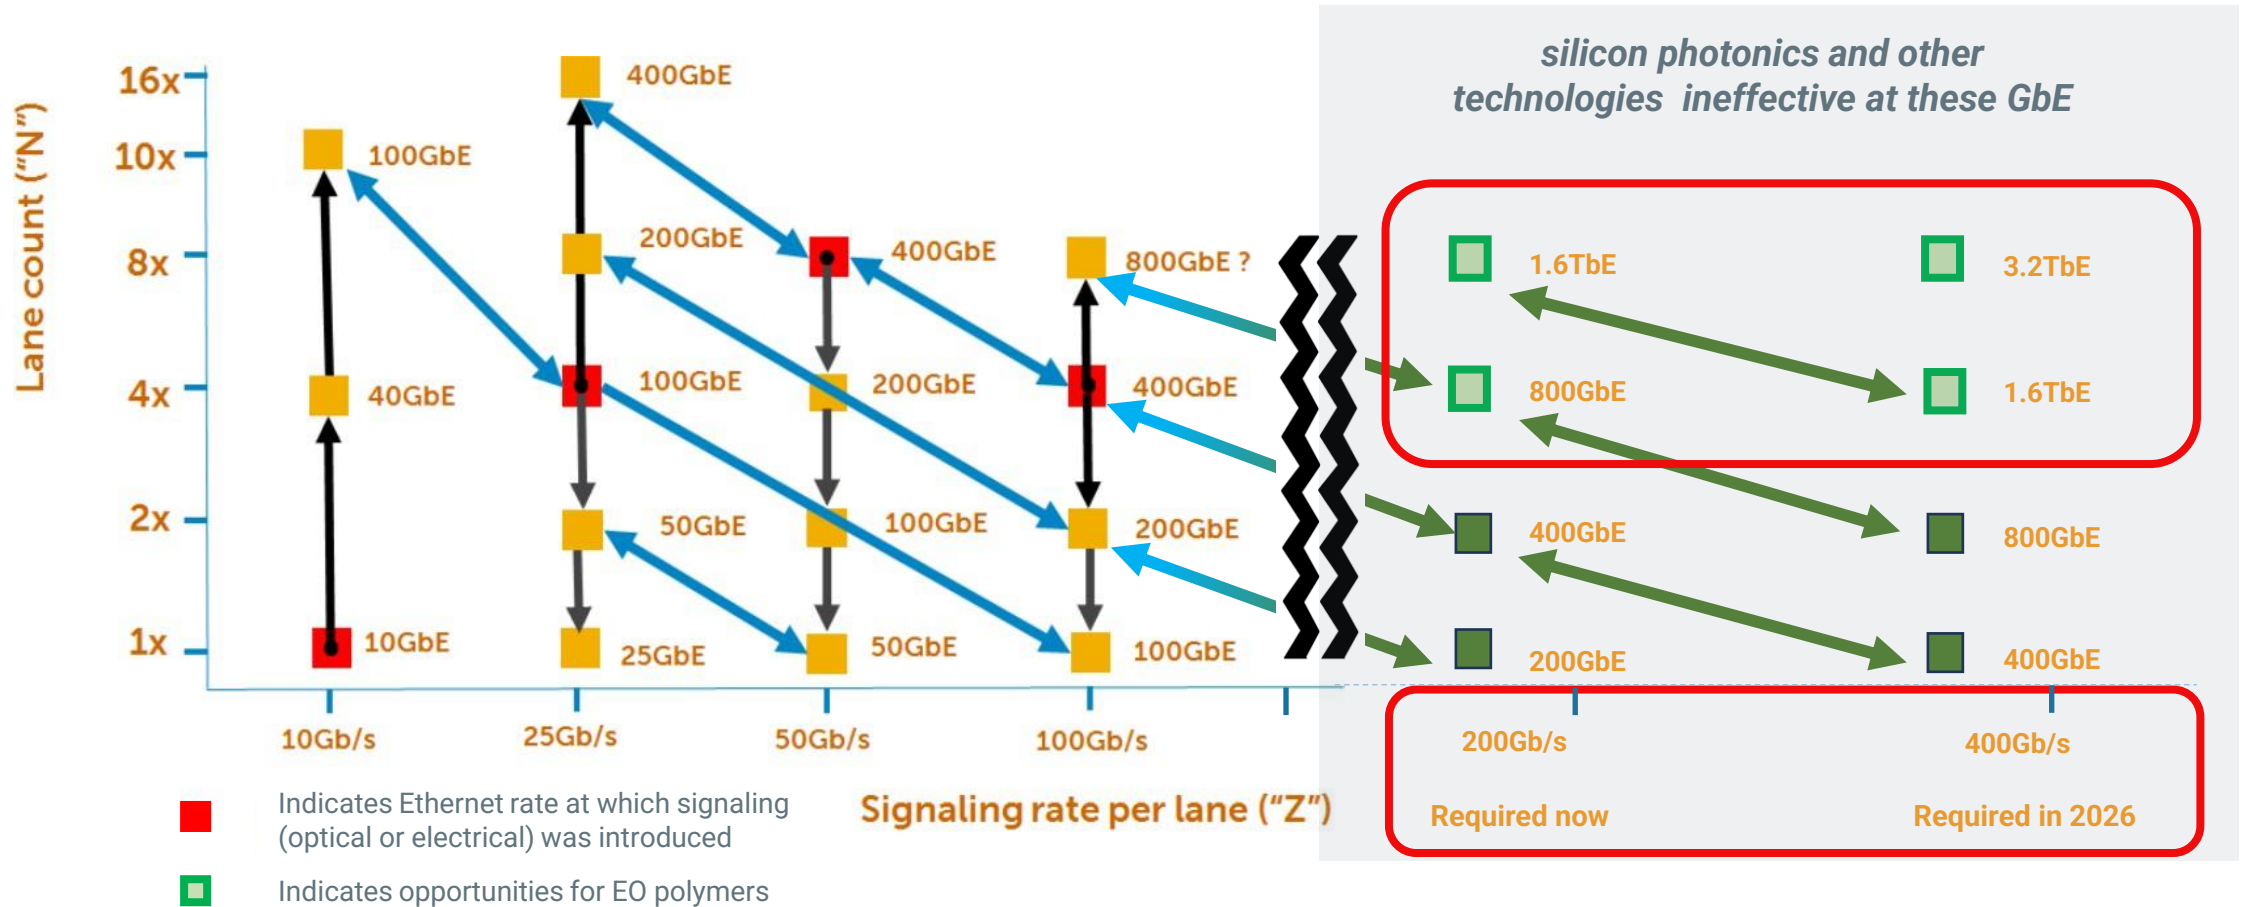 silicon photonics and other
technologies ineffective at these GbE
Lane count ("N")
16x
10x
8x
4x
2x
1x
400GbE
100GbE
200GbE
400GbE
800GbE ?
1.6TbE
3.2TbE
40GbE
100GbE
200GbE
400GbE
800GbE
1.6TbE
50GbE
100GbE
200GbE
400GbE
800GbE
10GbE
25GbE
50GbE
100GbE
200GbE
400GbE
10Gb/s
25Gb/s
50Gb/s
100Gb/s
200Gb/s
400Gb/s
Signaling rate per lane ("Z")
Required now
Required in 2026
Indicates Ethernet rate at which signaling
(optical or electrical) was introduced
Indicates opportunities for EO polymers